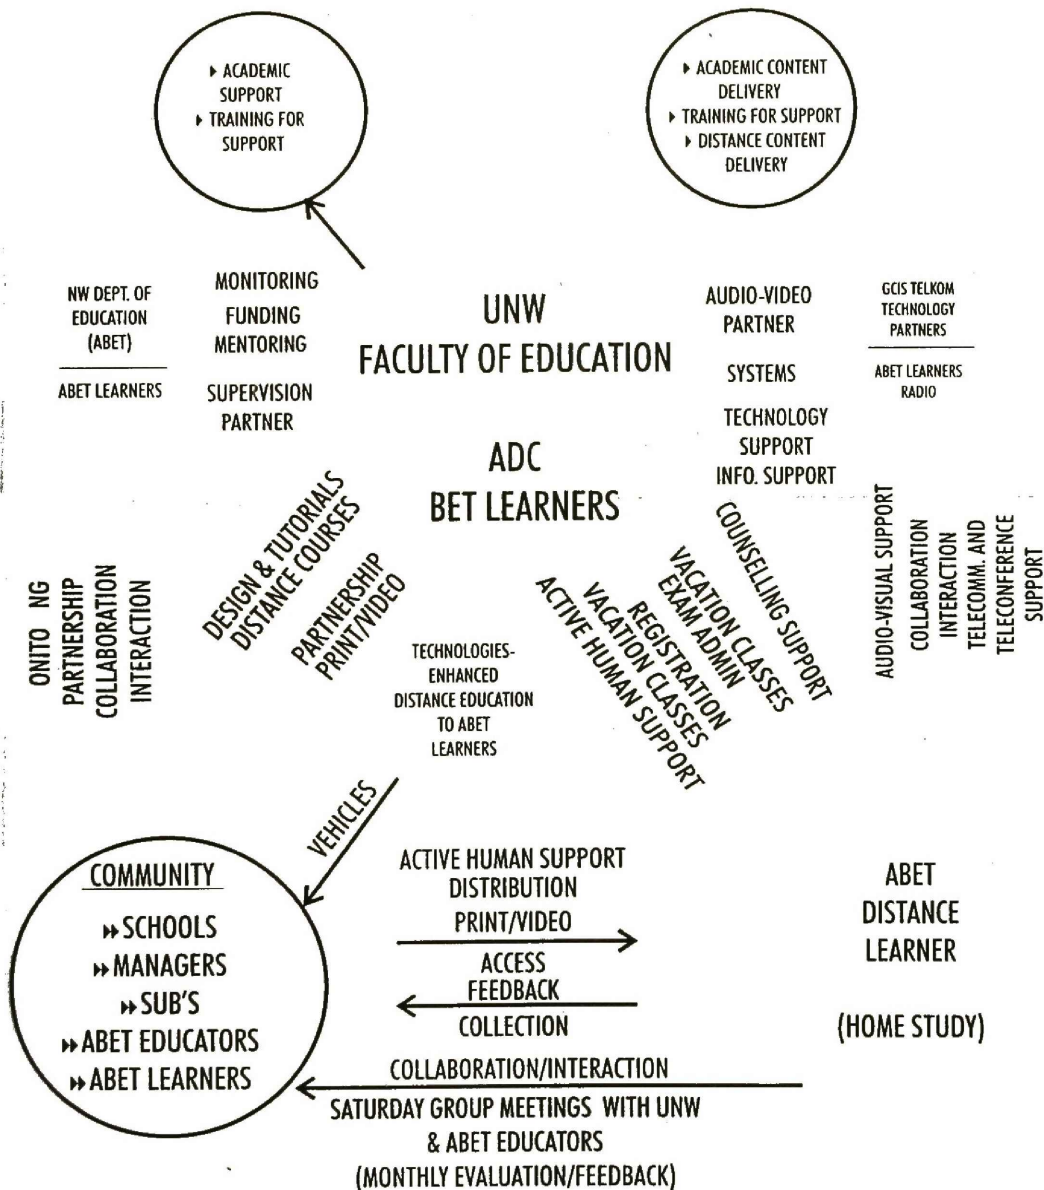 ▸ ACADEMIC
SUPPORT
▸ TRAINING FOR
SUPPORT
▸ ACADEMIC CONTENT
DELIVERY
▸ TRAINING FOR SUPPORT
▸ DISTANCE CONTENT
DELIVERY
NW DEPT. OF
EDUCATION
(ABET)
ABET LEARNERS
MONITORING
FUNDING
MENTORING
SUPERVISION
PARTNER
UNW
FACULTY OF EDUCATION
ADC
BET LEARNERS
AUDIO-VIDEO
PARTNER
SYSTEMS
TECHNOLOGY
SUPPORT
INFO. SUPPORT
GCIS TELKOM
TECHNOLOGY
PARTNERS
ABET LEARNERS
RADIO
ONITO NG
PARTNERSHIP
COLLABORATION
INTERACTION
DESIGN & TUTORIALS
DISTANCE COURSES
PARTNERSHIP
PRINT/VIDEO
TECHNOLOGIES-
ENHANCED
DISTANCE EDUCATION
TO ABET
LEARNERS
COUNSELLING SUPPORT
VACATION CLASSES
EXAM ADMIN
REGISTRATION
VACATION CLASSES
ACTIVE HUMAN SUPPORT
AUDIO-VISUAL SUPPORT
COLLABORATION
INTERACTION
TELECOMM. AND
TELECONFERENCE
SUPPORT
VEHICLES
COMMUNITY
▸▸ SCHOOLS
▸▸ MANAGERS
▸▸ SUB'S
▸▸ ABET EDUCATORS
▸▸ ABET LEARNERS
ACTIVE HUMAN SUPPORT
DISTRIBUTION
PRINT/VIDEO
ACCESS
FEEDBACK
COLLECTION
COLLABORATION/INTERACTION
SATURDAY GROUP MEETINGS WITH UNW
& ABET EDUCATORS
(MONTHLY EVALUATION/FEEDBACK)
ABET
DISTANCE
LEARNER
(HOME STUDY)